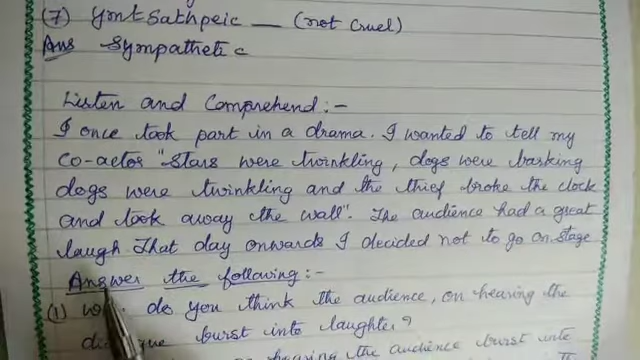 (7) YmtSathpeic — (not cruel)
Ans Sympathetic
Listen and Comprehend :-
I once took part in a drama. I wanted to tell my
co-actor "Stars were twinkling, dogs were barking
dogs were twinkling and the thief broke the clock
and took away the wall". The audience had a great
laugh That day onwards I decided not to go on stage
Answer the following :-
(1) do you think the audience, on hearing the
burst into laughter?
hearing the audience burst into